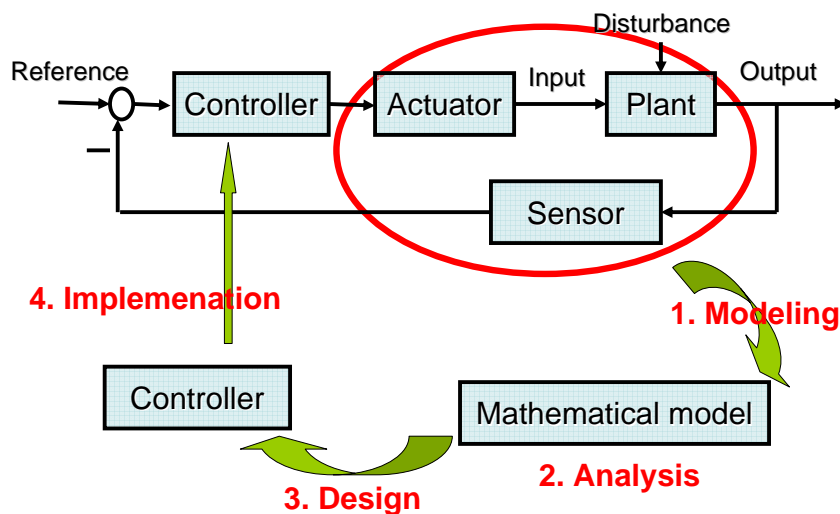 Disturbance
Reference
Input
Output
Controller
Actuator
Plant
−
Sensor
4. Implemenation
1. Modeling
Controller
Mathematical model
2. Analysis
3. Design